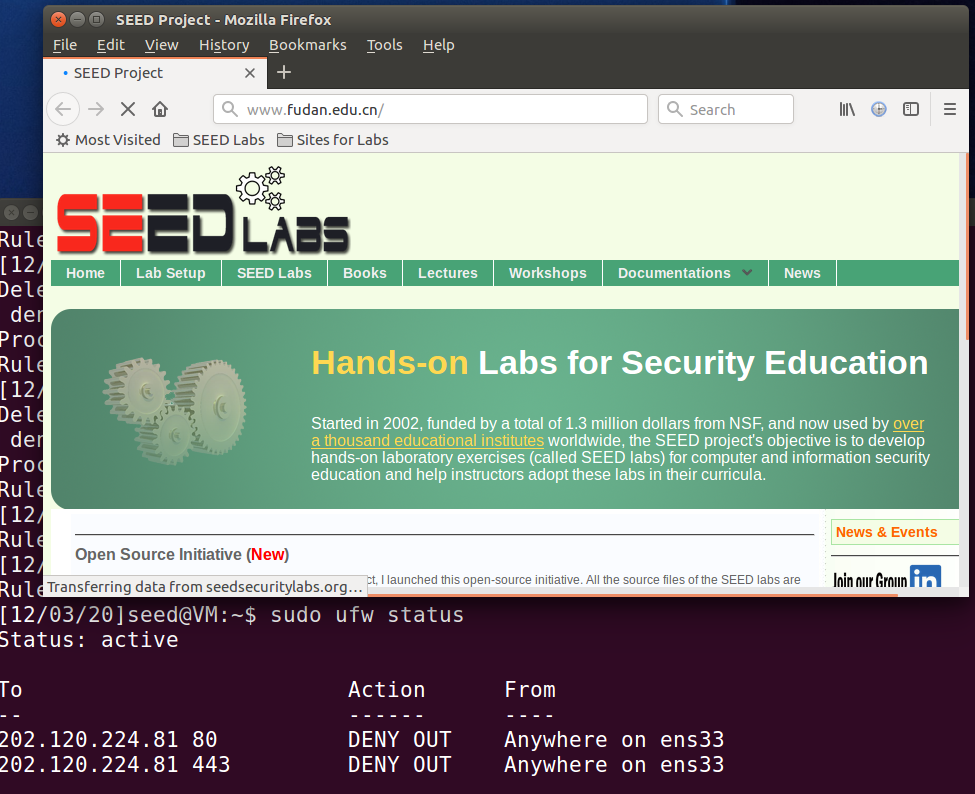 SEED Project - Mozilla Firefox
File Edit View History Bookmarks Tools Help
SEED Project
www.fudan.edu.cn/ Search
Most Visited SEED Labs Sites for Labs
SEED LABS
Home Lab Setup SEED Labs Books Lectures Workshops Documentations News
Hands-on Labs for Security Education
Started in 2002, funded by a total of 1.3 million dollars from NSF, and now used by over
a thousand educational institutes worldwide, the SEED project's objective is to develop
hands-on laboratory exercises (called SEED labs) for computer and information security
education and help instructors adopt these labs in their curricula.
News & Events
Open Source Initiative (New)
I launched this open-source initiative. All the source files of the SEED labs are
Join our Group in
Transferring data from seedsecuritylabs.org…
Rule
[12/
Dele
der
Proc
Rule
[12/
Dele
der
Proc
Rule
[12/
Rule
[12/
Rule
[12/03/20]seed@VM:~$ sudo ufw status
Status: active
To Action From
-- ------ ----
202.120.224.81 80 DENY OUT Anywhere on ens33
202.120.224.81 443 DENY OUT Anywhere on ens33